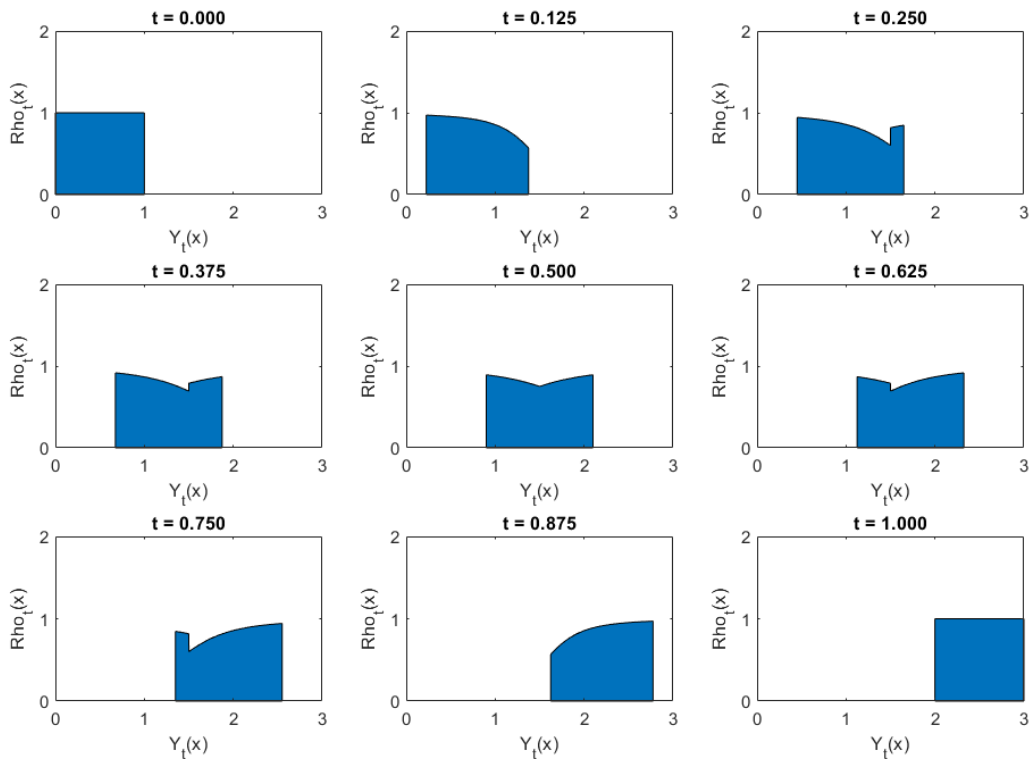 t = 0.000
2
1
0
Rho_t(x)
0 1 2 3
Y_t(x)
t = 0.125
2
1
0
Rho_t(x)
0 1 2 3
Y_t(x)
t = 0.250
2
1
0
Rho_t(x)
0 1 2 3
Y_t(x)
t = 0.375
2
1
0
Rho_t(x)
0 1 2 3
Y_t(x)
t = 0.500
2
1
0
Rho_t(x)
0 1 2 3
Y_t(x)
t = 0.625
2
1
0
Rho_t(x)
0 1 2 3
Y_t(x)
t = 0.750
2
1
0
Rho_t(x)
0 1 2 3
Y_t(x)
t = 0.875
2
1
0
Rho_t(x)
0 1 2 3
Y_t(x)
t = 1.000
2
1
0
Rho_t(x)
0 1 2 3
Y_t(x)